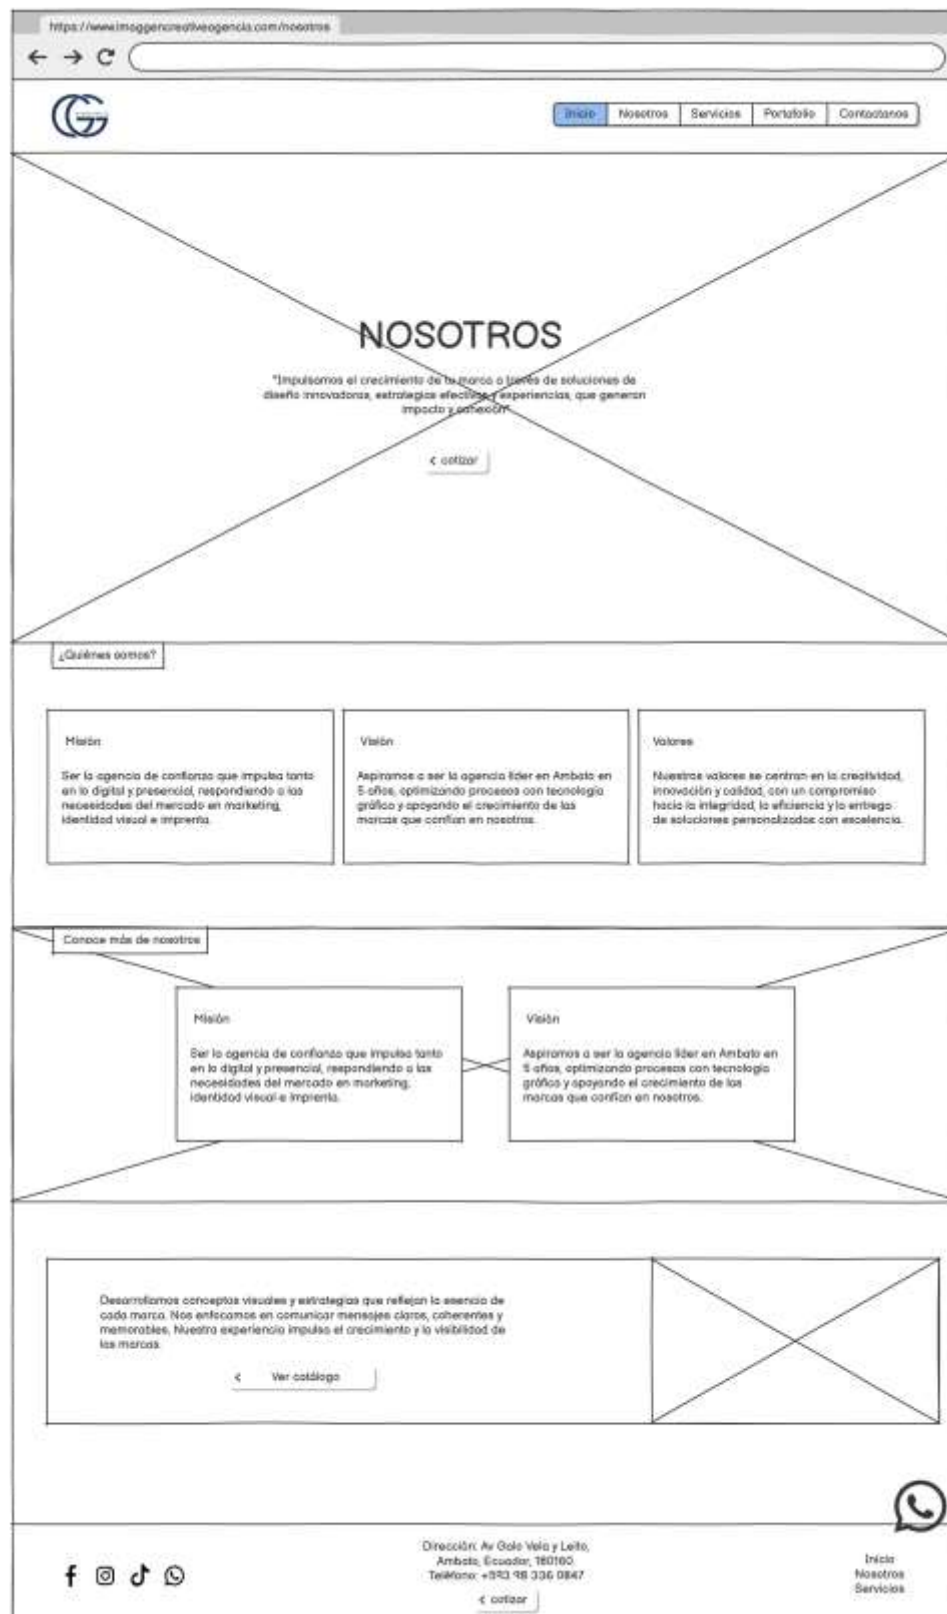 https://www.imaggencreativeagencia.com/nosotros
Inicio Nosotros Servicios Portafolio Contactanos
NOSOTROS
"Impulsamos el crecimiento de tu marca a través de soluciones de
diseño innovadoras, estrategias efectivas y experiencias, que generan
impacto y conexión"
< cotizar
¿Quiénes somos?
Misión
Ser la agencia de confianza que impulsa tanto
en lo digital y presencial, respondiendo a las
necesidades del mercado en marketing,
identidad visual e imprenta.
Visión
Aspiramos a ser la agencia líder en Ambato en
5 años, optimizando procesos con tecnología
gráfica y apoyando el crecimiento de las
marcas que confían en nosotros.
Valores
Nuestros valores se centran en la creatividad,
innovación y calidad, con un compromiso
hacia la integridad, la eficiencia y la entrega
de soluciones personalizadas con excelencia.
Conoce más de nosotros
Misión
Ser la agencia de confianza que impulsa tanto
en lo digital y presencial, respondiendo a las
necesidades del mercado en marketing,
identidad visual e imprenta.
Visión
Aspiramos a ser la agencia líder en Ambato en
5 años, optimizando procesos con tecnología
gráfica y apoyando el crecimiento de las
marcas que confían en nosotros.
Desarrollamos conceptos visuales y estrategias que reflejan la esencia de
cada marca. Nos enfocamos en comunicar mensajes claros, coherentes y
memorables. Nuestra experiencia impulsa el crecimiento y la visibilidad de
las marcas.
< Ver catálogo
Dirección: Av Galo Vela y Leito,
Ambato, Ecuador, 180160.
Teléfono: +593 98 336 0847
< cotizar
Inicio
Nosotros
Servicios